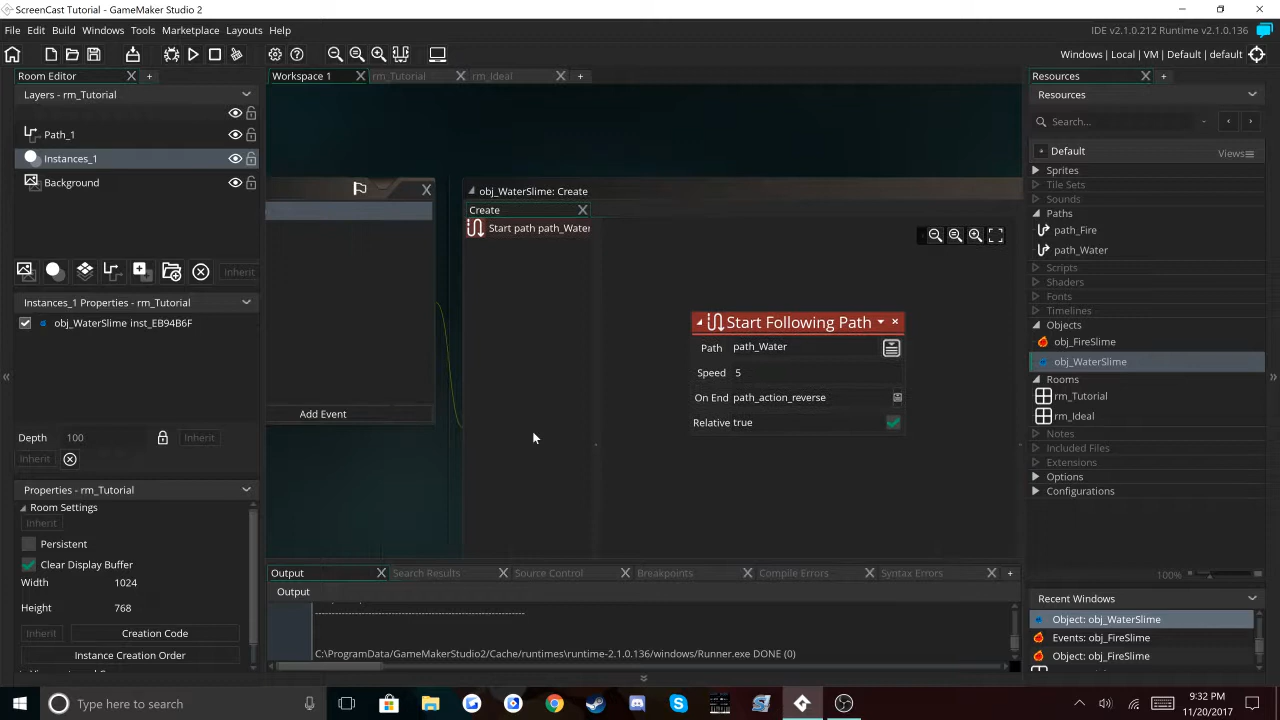 ScreenCast Tutorial - GameMaker Studio 2
File Edit Build Windows Tools Marketplace Layouts Help
IDE v2.1.0.212 Runtime v2.1.0.136
Windows | Local | VM | Default | default
Room Editor
Layers - rm_Tutorial
Path_1
Instances_1
Background
Inherit
Instances_1 Properties - rm_Tutorial
obj_WaterSlime inst_EB94B6F
Depth 100 Inherit
Inherit
Properties - rm_Tutorial
Room Settings
Inherit
Persistent
Clear Display Buffer
Width 1024
Height 768
Inherit Creation Code
Instance Creation Order
Workspace 1 rm_Tutorial rm_Ideal
Add Event
obj_WaterSlime: Create
Create
Start path path_Water
Start Following Path
Path path_Water
Speed 5
On End path_action_reverse
Relative true
Output Search Results Source Control Breakpoints Compile Errors Syntax Errors
Output
C:\ProgramData/GameMakerStudio2/Cache/runtimes\runtime-2.1.0.136/windows/Runner.exe DONE (0)
Resources
Resources
Search...
Default Views
Sprites
Tile Sets
Sounds
Paths
path_Fire
path_Water
Scripts
Shaders
Fonts
Timelines
Objects
obj_FireSlime
obj_WaterSlime
Rooms
rm_Tutorial
rm_Ideal
Notes
Included Files
Extensions
Options
Configurations
100%
Recent Windows
Object: obj_WaterSlime
Events: obj_FireSlime
Object: obj_FireSlime
Type here to search
9:32 PM
11/20/2017